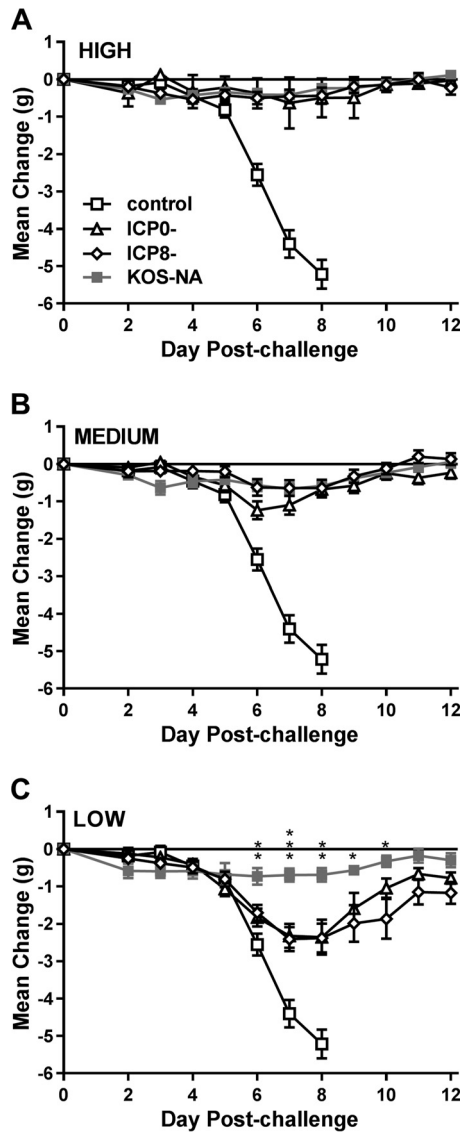 A
HIGH
1
0
-1
-2
-3
-4
-5
-6
Mean Change (g)
control
ICP0-
ICP8-
KOS-NA
0 2 4 6 8 10 12
Day Post-challenge
B
MEDIUM
1
0
-1
-2
-3
-4
-5
-6
Mean Change (g)
0 2 4 6 8 10 12
Day Post-challenge
C
LOW
1
0
-1
-2
-3
-4
-5
-6
Mean Change (g)
* * * * * * * * *
0 2 4 6 8 10 12
Day Post-challenge